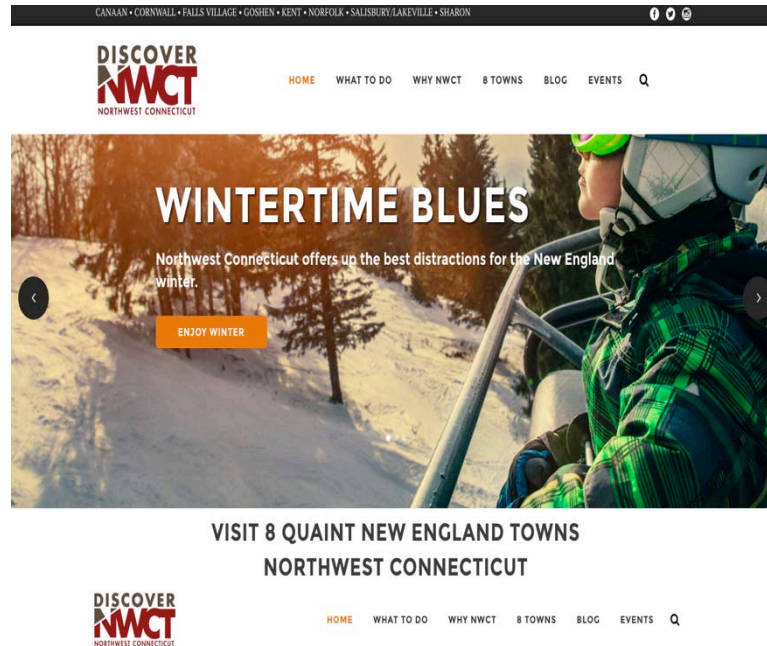 CANAAN • CORNWALL • FALLS VILLAGE • GOSHEN • KENT • NORFOLK • SALISBURY/LAKEVILLE • SHARON
DISCOVER
NWCT
NORTHWEST CONNECTICUT
HOME WHAT TO DO WHY NWCT 8 TOWNS BLOG EVENTS
WINTERTIME BLUES
Northwest Connecticut offers up the best distractions for the New England
winter.
ENJOY WINTER
VISIT 8 QUAINT NEW ENGLAND TOWNS
NORTHWEST CONNECTICUT
DISCOVER
NWCT
NORTHWEST CONNECTICUT
HOME WHAT TO DO WHY NWCT 8 TOWNS BLOG EVENTS